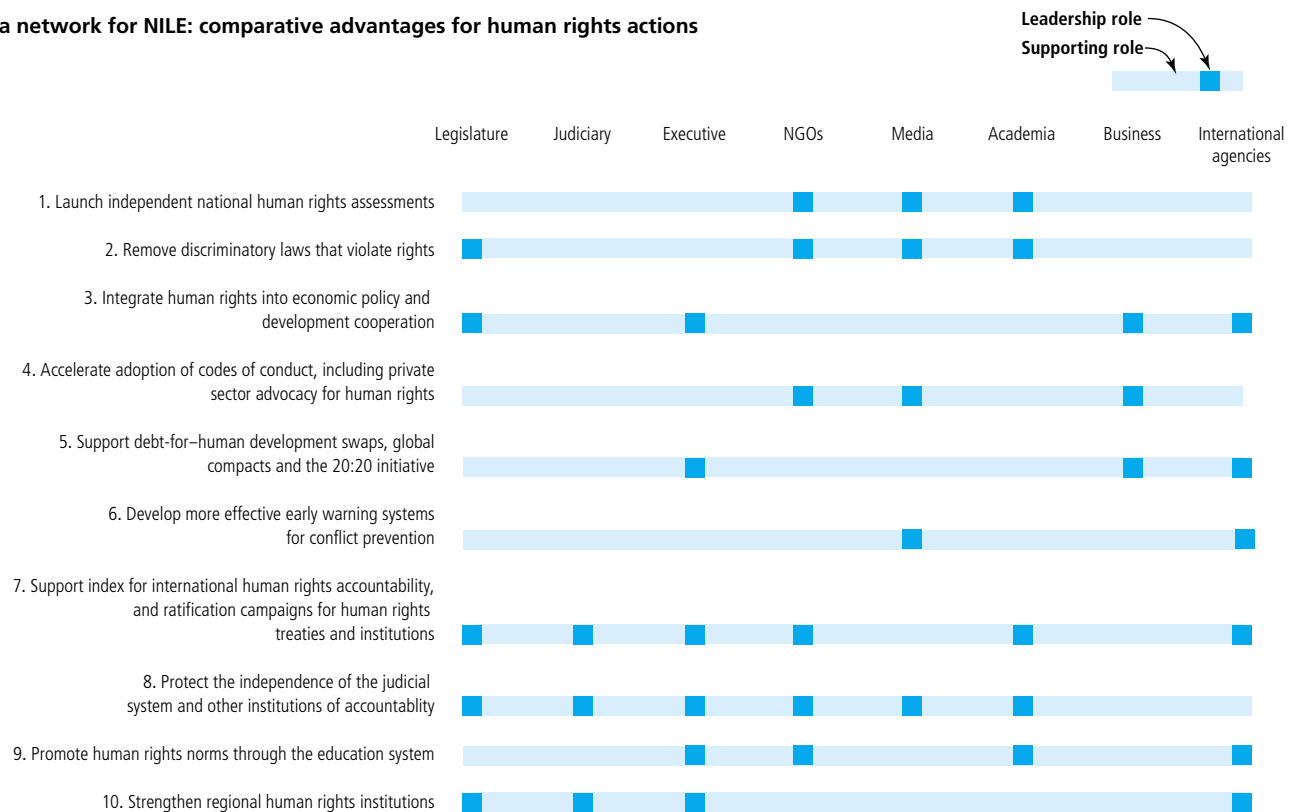 a network for NILE: comparative advantages for human rights actions
Leadership role
Supporting role
Legislature Judiciary Executive NGOs Media Academia Business International
agencies
1. Launch independent national human rights assessments
2. Remove discriminatory laws that violate rights
3. Integrate human rights into economic policy and
development cooperation
4. Accelerate adoption of codes of conduct, including private
sector advocacy for human rights
5. Support debt-for–human development swaps, global
compacts and the 20:20 initiative
6. Develop more effective early warning systems
for conflict prevention
7. Support index for international human rights accountability,
and ratification campaigns for human rights
treaties and institutions
8. Protect the independence of the judicial
system and other institutions of accountablity
9. Promote human rights norms through the education system
10. Strengthen regional human rights institutions